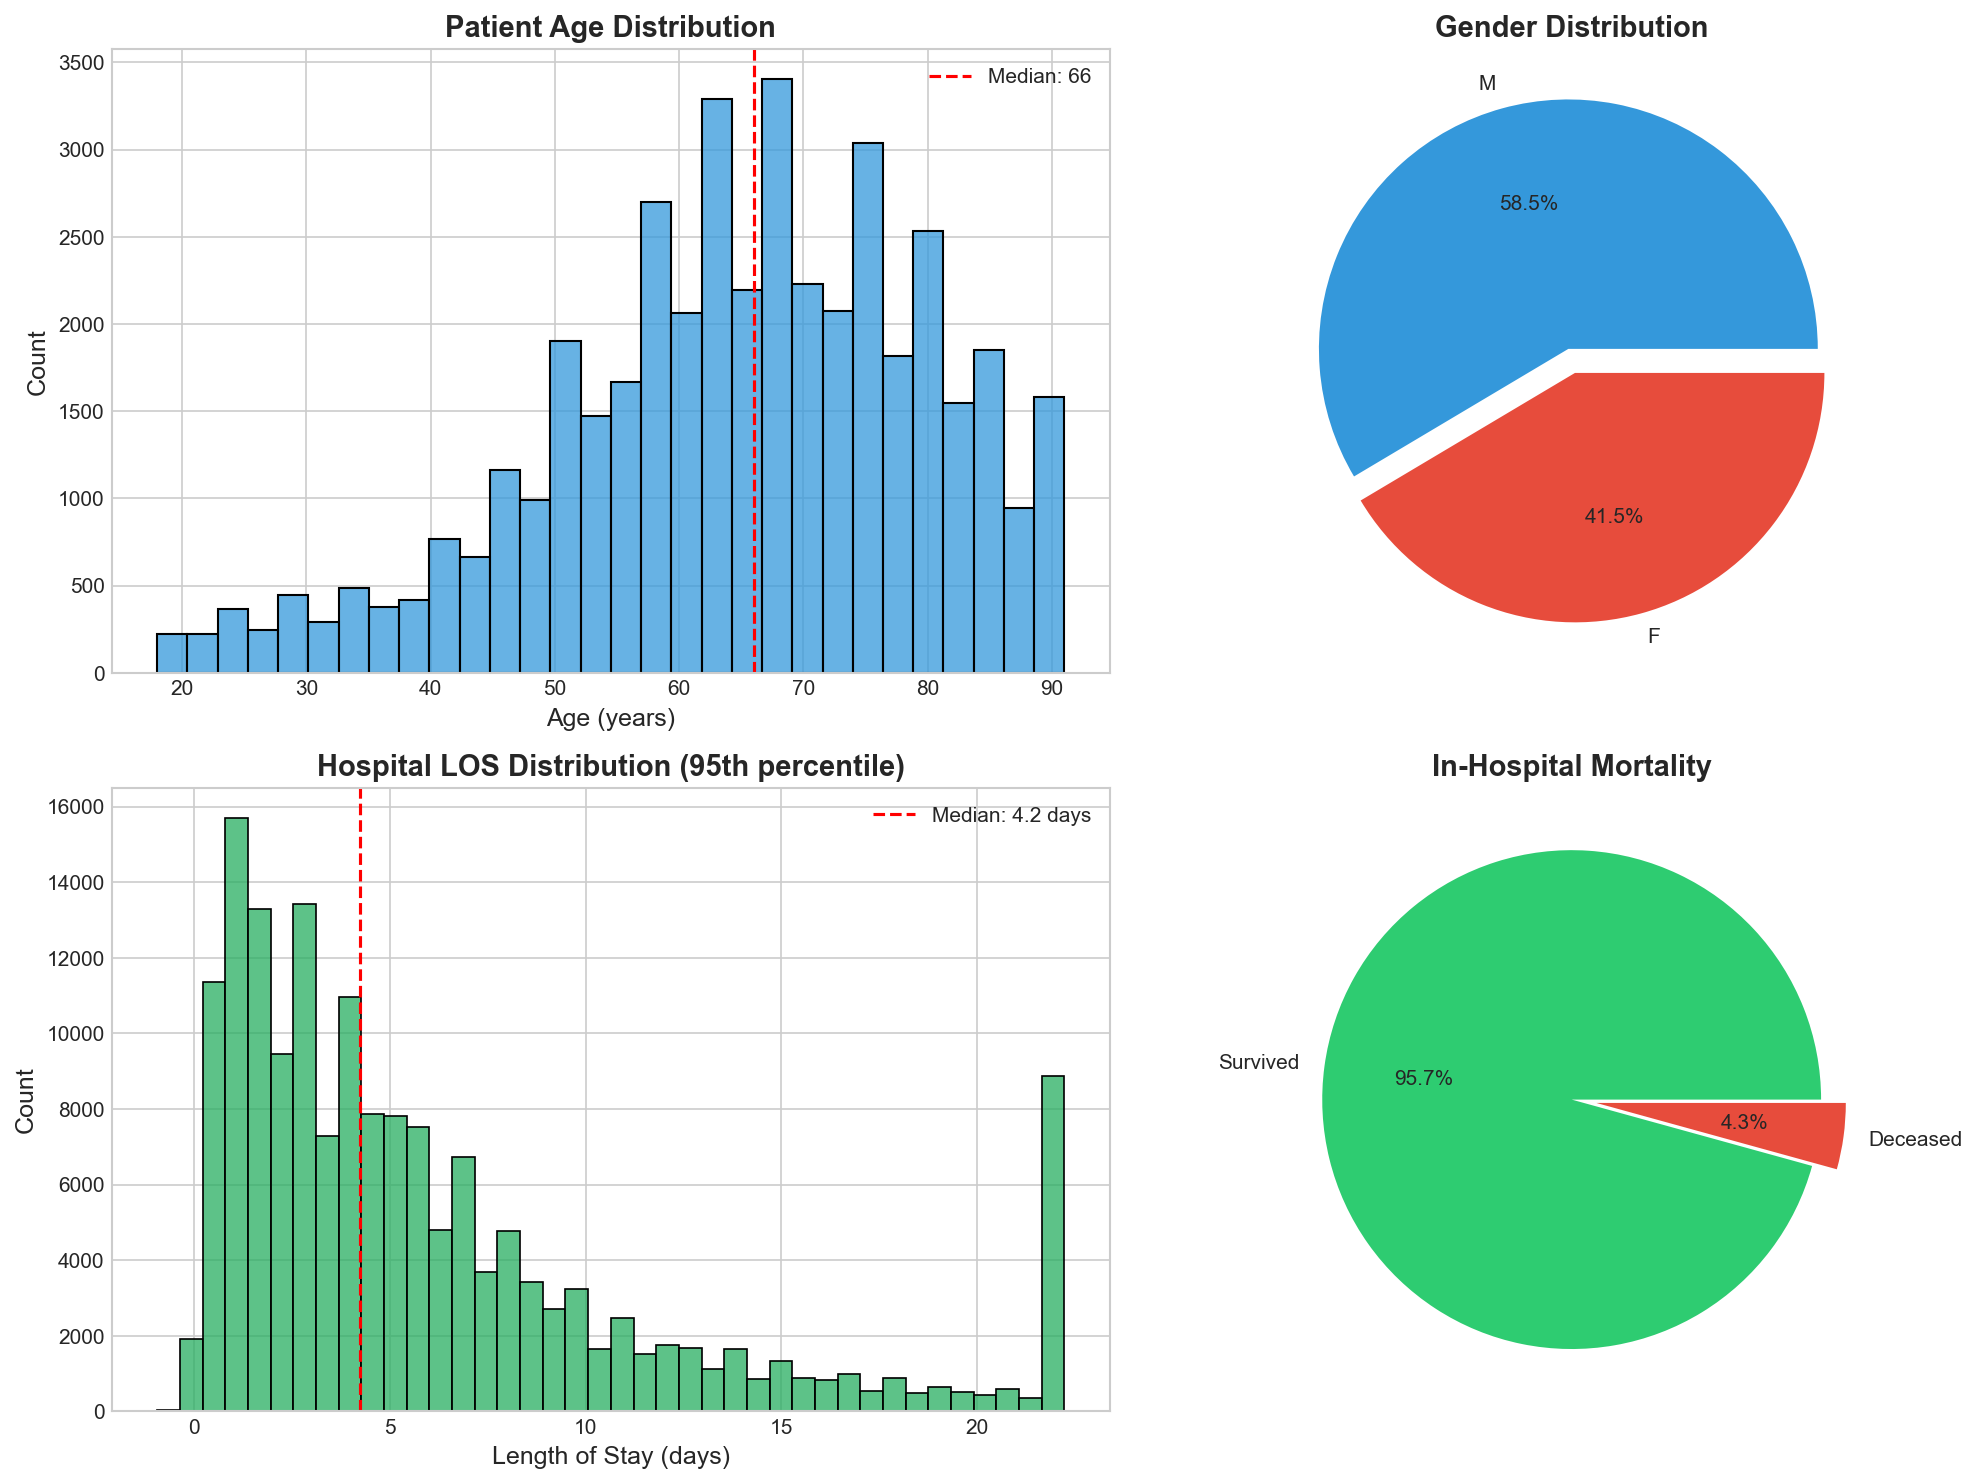 Patient Age Distribution
3500
3000
2500
2000
1500
1000
500
0
Count
Median: 66
20 30 40 50 60 70 80 90
Age (years)
Gender Distribution
M
58.5%
41.5%
F
Hospital LOS Distribution (95th percentile)
16000
14000
12000
10000
8000
6000
4000
2000
0
Count
Median: 4.2 days
0 5 10 15 20
Length of Stay (days)
In-Hospital Mortality
Survived
95.7%
4.3%
Deceased